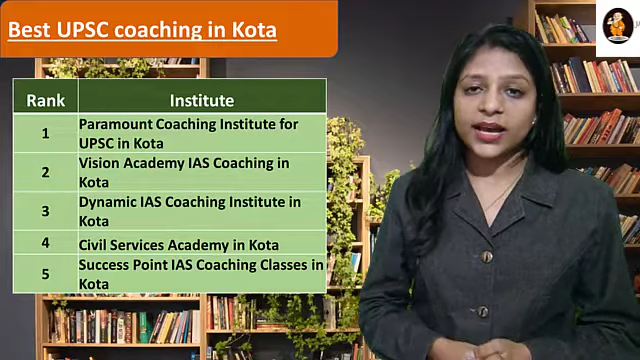 Best UPSC coaching in Kota
Rank Institute
1 Paramount Coaching Institute for
UPSC in Kota
2 Vision Academy IAS Coaching in
Kota
3 Dynamic IAS Coaching Institute in
Kota
4 Civil Services Academy in Kota
5 Success Point IAS Coaching Classes in
Kota